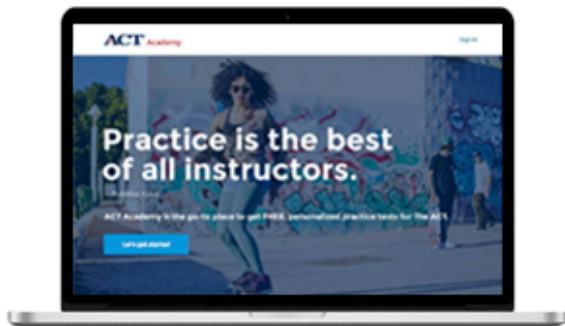 ACT Academy
Sign In
Practice is the best
of all instructors.
ACT Academy is the go-to place to get FREE, personalized practice tests for The ACT.
Let's get started